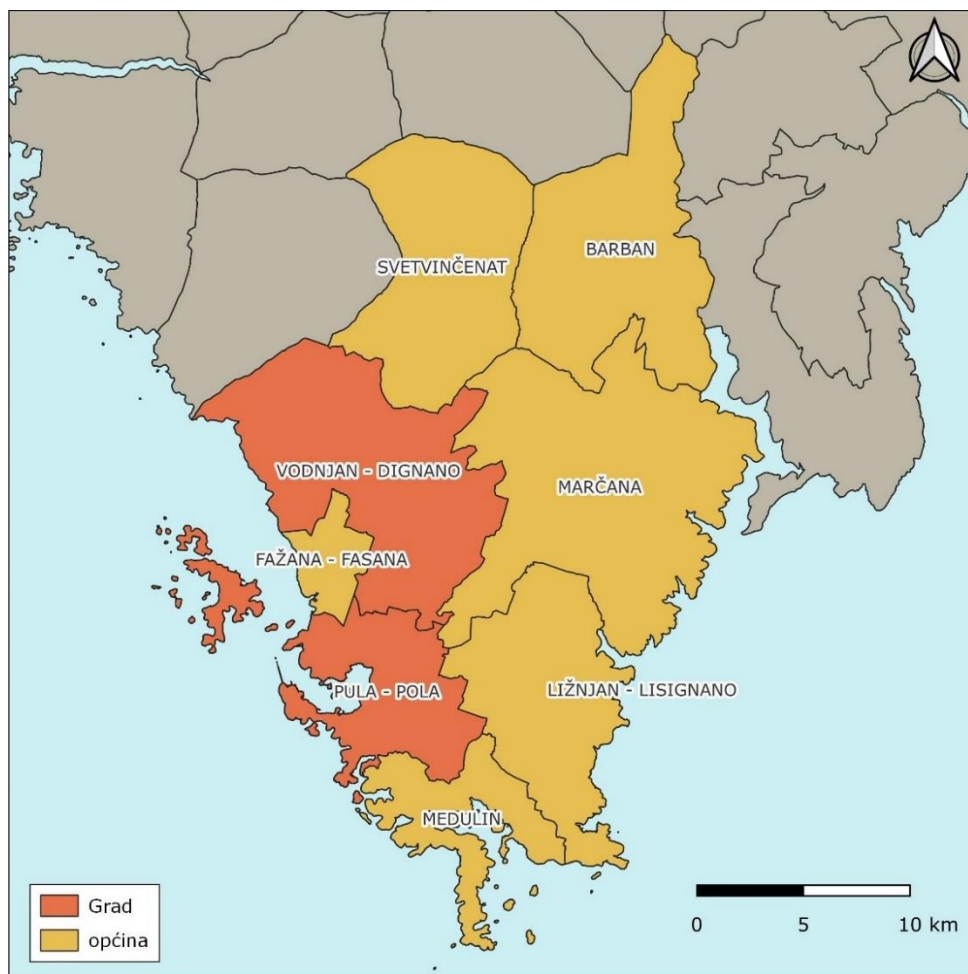 BARBAN
SVETVINČENAT
VODNJAN - DIGNANO
MARČANA
FAŽANA - FASANA
PULA - POLA
LIŽNJAN - LISIGNANO
MEDULIN
Grad
općina
0 5 10 km